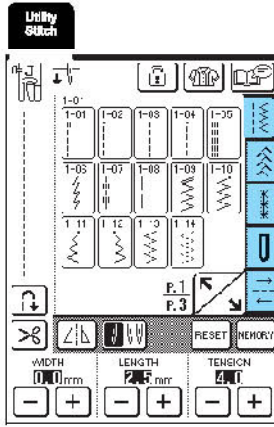 Utility
Stitch
J
1-01
1-01 1-02 1-03 1-04 1-05
1-06 1-07 1-08 1-09 1-10
1-11 1-12 1-13 1-14
P. 1
P. 3
RESET MEMORY
WIDTH LENGTH TENSION
0.0 mm 2.5 mm 4.0
− + − + − +